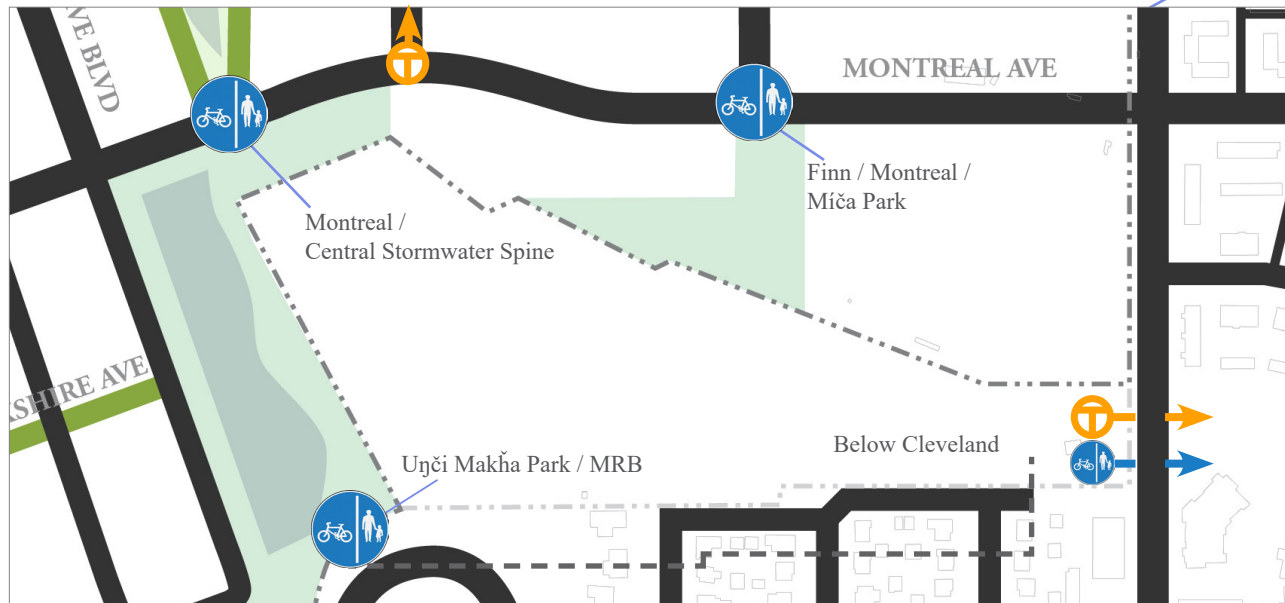 VE BLVD
MONTREAL AVE
Finn / Montreal /
Míča Park
Montreal /
Central Stormwater Spine
KSHIRE AVE
Uŋči Makȟa Park / MRB
Below Cleveland
T
T